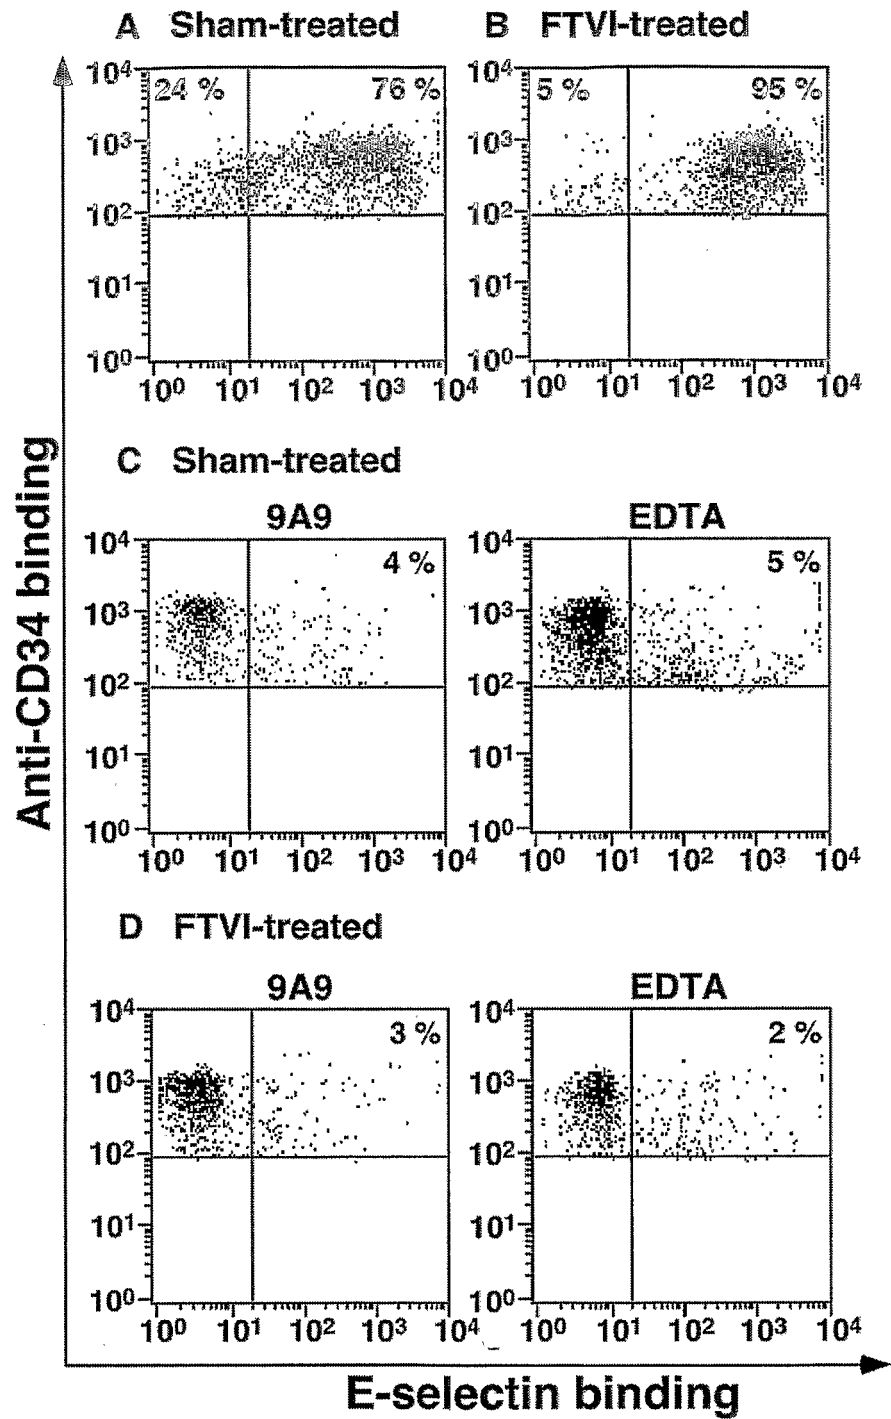 A Sham-treated
B FTVI-treated
10⁴
24 %
76 %
10³
10²
10¹
10⁰
10⁰ 10¹ 10² 10³ 10⁴
10⁴
5 %
95 %
10³
10²
10¹
10⁰
10⁰ 10¹ 10² 10³ 10⁴
C Sham-treated
9A9
10⁴
4 %
10³
10²
10¹
10⁰
10⁰ 10¹ 10² 10³ 10⁴
EDTA
10⁴
5 %
10³
10²
10¹
10⁰
10⁰ 10¹ 10² 10³ 10⁴
D FTVI-treated
9A9
10⁴
3 %
10³
10²
10¹
10⁰
10⁰ 10¹ 10² 10³ 10⁴
EDTA
10⁴
2 %
10³
10²
10¹
10⁰
10⁰ 10¹ 10² 10³ 10⁴
Anti-CD34 binding
E-selectin binding